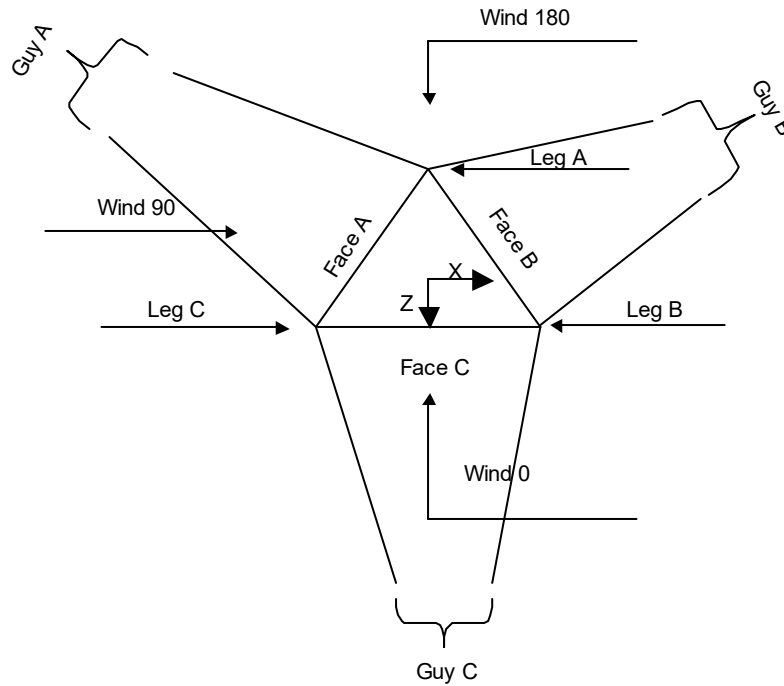 Wind 180
Guy A
Guy B
Leg A
Wind 90
Face A
Face B
X
Z
Leg C
Leg B
Face C
Wind 0
Guy C